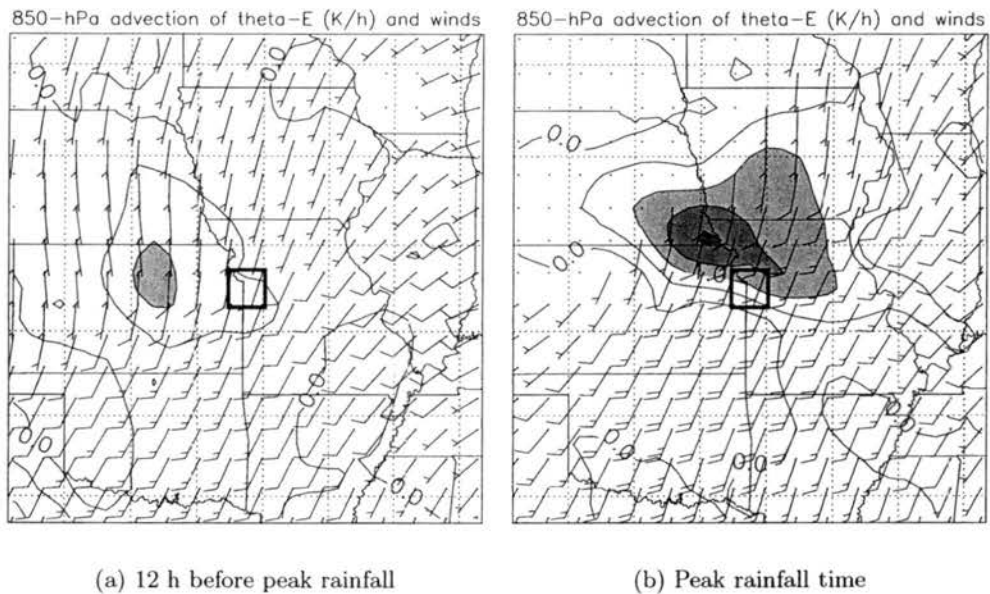 850-hPa advection of theta-E (K/h) and winds
850-hPa advection of theta-E (K/h) and winds
0.0
0.0
0.0
0.0
0.0
0.0
0.0
0.0
0.0
(a) 12 h before peak rainfall
(b) Peak rainfall time